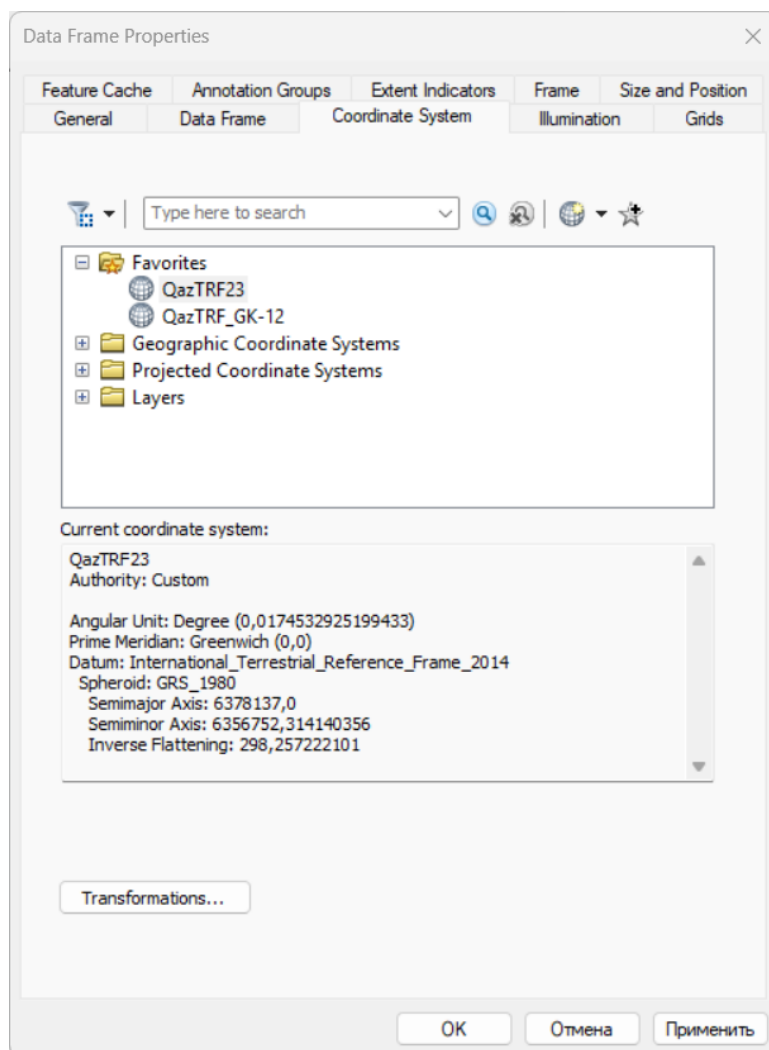 Data Frame Properties
Feature Cache Annotation Groups Extent Indicators Frame Size and Position
General Data Frame Coordinate System Illumination Grids
Type here to search
Favorites
QazTRF23
QazTRF_GK-12
Geographic Coordinate Systems
Projected Coordinate Systems
Layers
Current coordinate system:
QazTRF23
Authority: Custom
Angular Unit: Degree (0,0174532925199433)
Prime Meridian: Greenwich (0,0)
Datum: International_Terrestrial_Reference_Frame_2014
Spheroid: GRS_1980
Semimajor Axis: 6378137,0
Semiminor Axis: 6356752,314140356
Inverse Flattening: 298,257222101
Transformations...
OK Отмена Применить